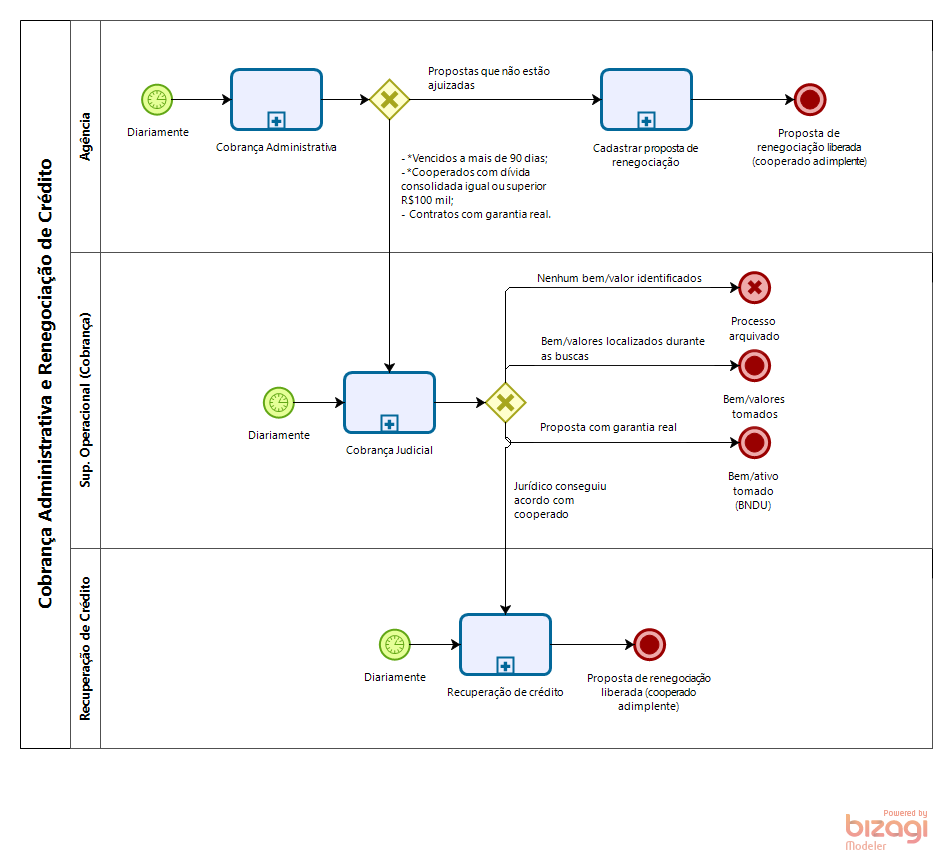 Cobrança Administrativa e Renegociação de Crédito
Agência
Diariamente
Cobrança Administrativa
Propostas que não estão
ajuizadas
- *Vencidos a mais de 90 dias;
- *Cooperados com dívida
consolidada igual ou superior
R$100 mil;
- Contratos com garantia real.
Cadastrar proposta de
renegociação
Proposta de
renegociação liberada
(cooperado adimplente)
Sup. Operacional (Cobrança)
Diariamente
Cobrança Judicial
Nenhum bem/valor identificados
Processo
arquivado
Bem/valores localizados durante
as buscas
Bem/valores
tomados
Proposta com garantia real
Bem/ativo
tomado
(BNDU)
Jurídico conseguiu
acordo com
cooperado
Recuperação de Crédito
Diariamente
Recuperação de crédito
Proposta de renegociação
liberada (cooperado
adimplente)
Powered by
bizagi
Modeler